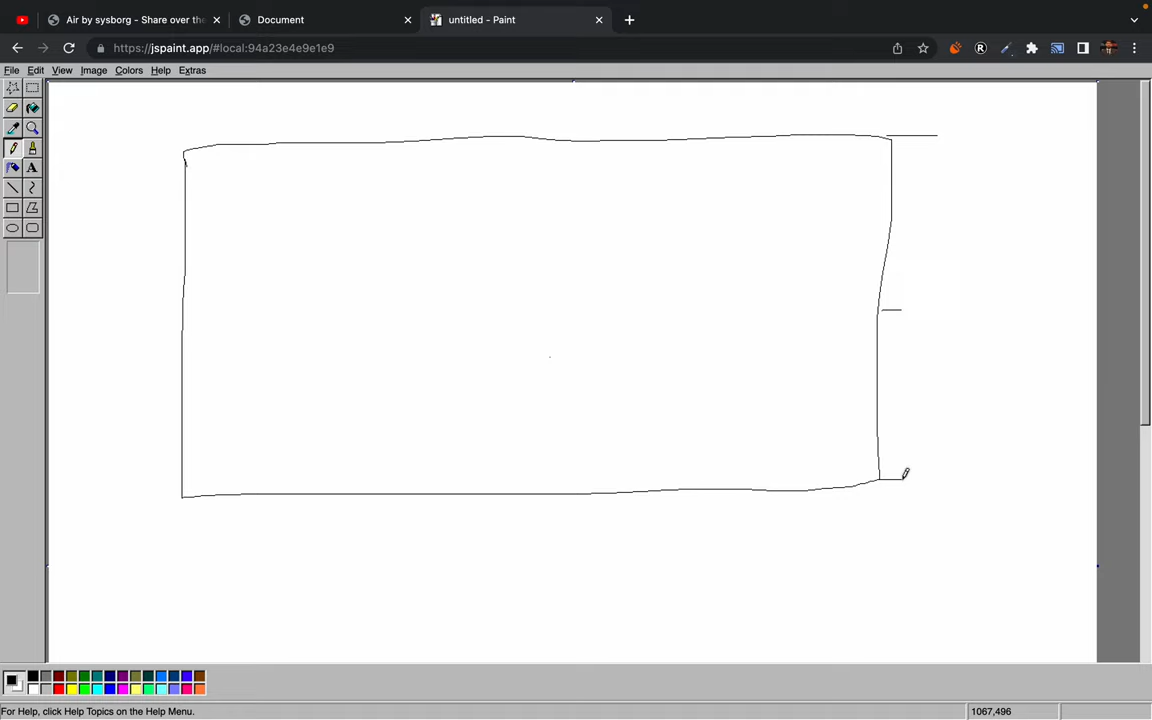 Air by sysborg - Share over the
Document
untitled - Paint
https://jspaint.app/#local:94a23e4e9e1e9
File Edit View Image Colors Help Extras
A
For Help, click Help Topics on the Help Menu.
1067,496